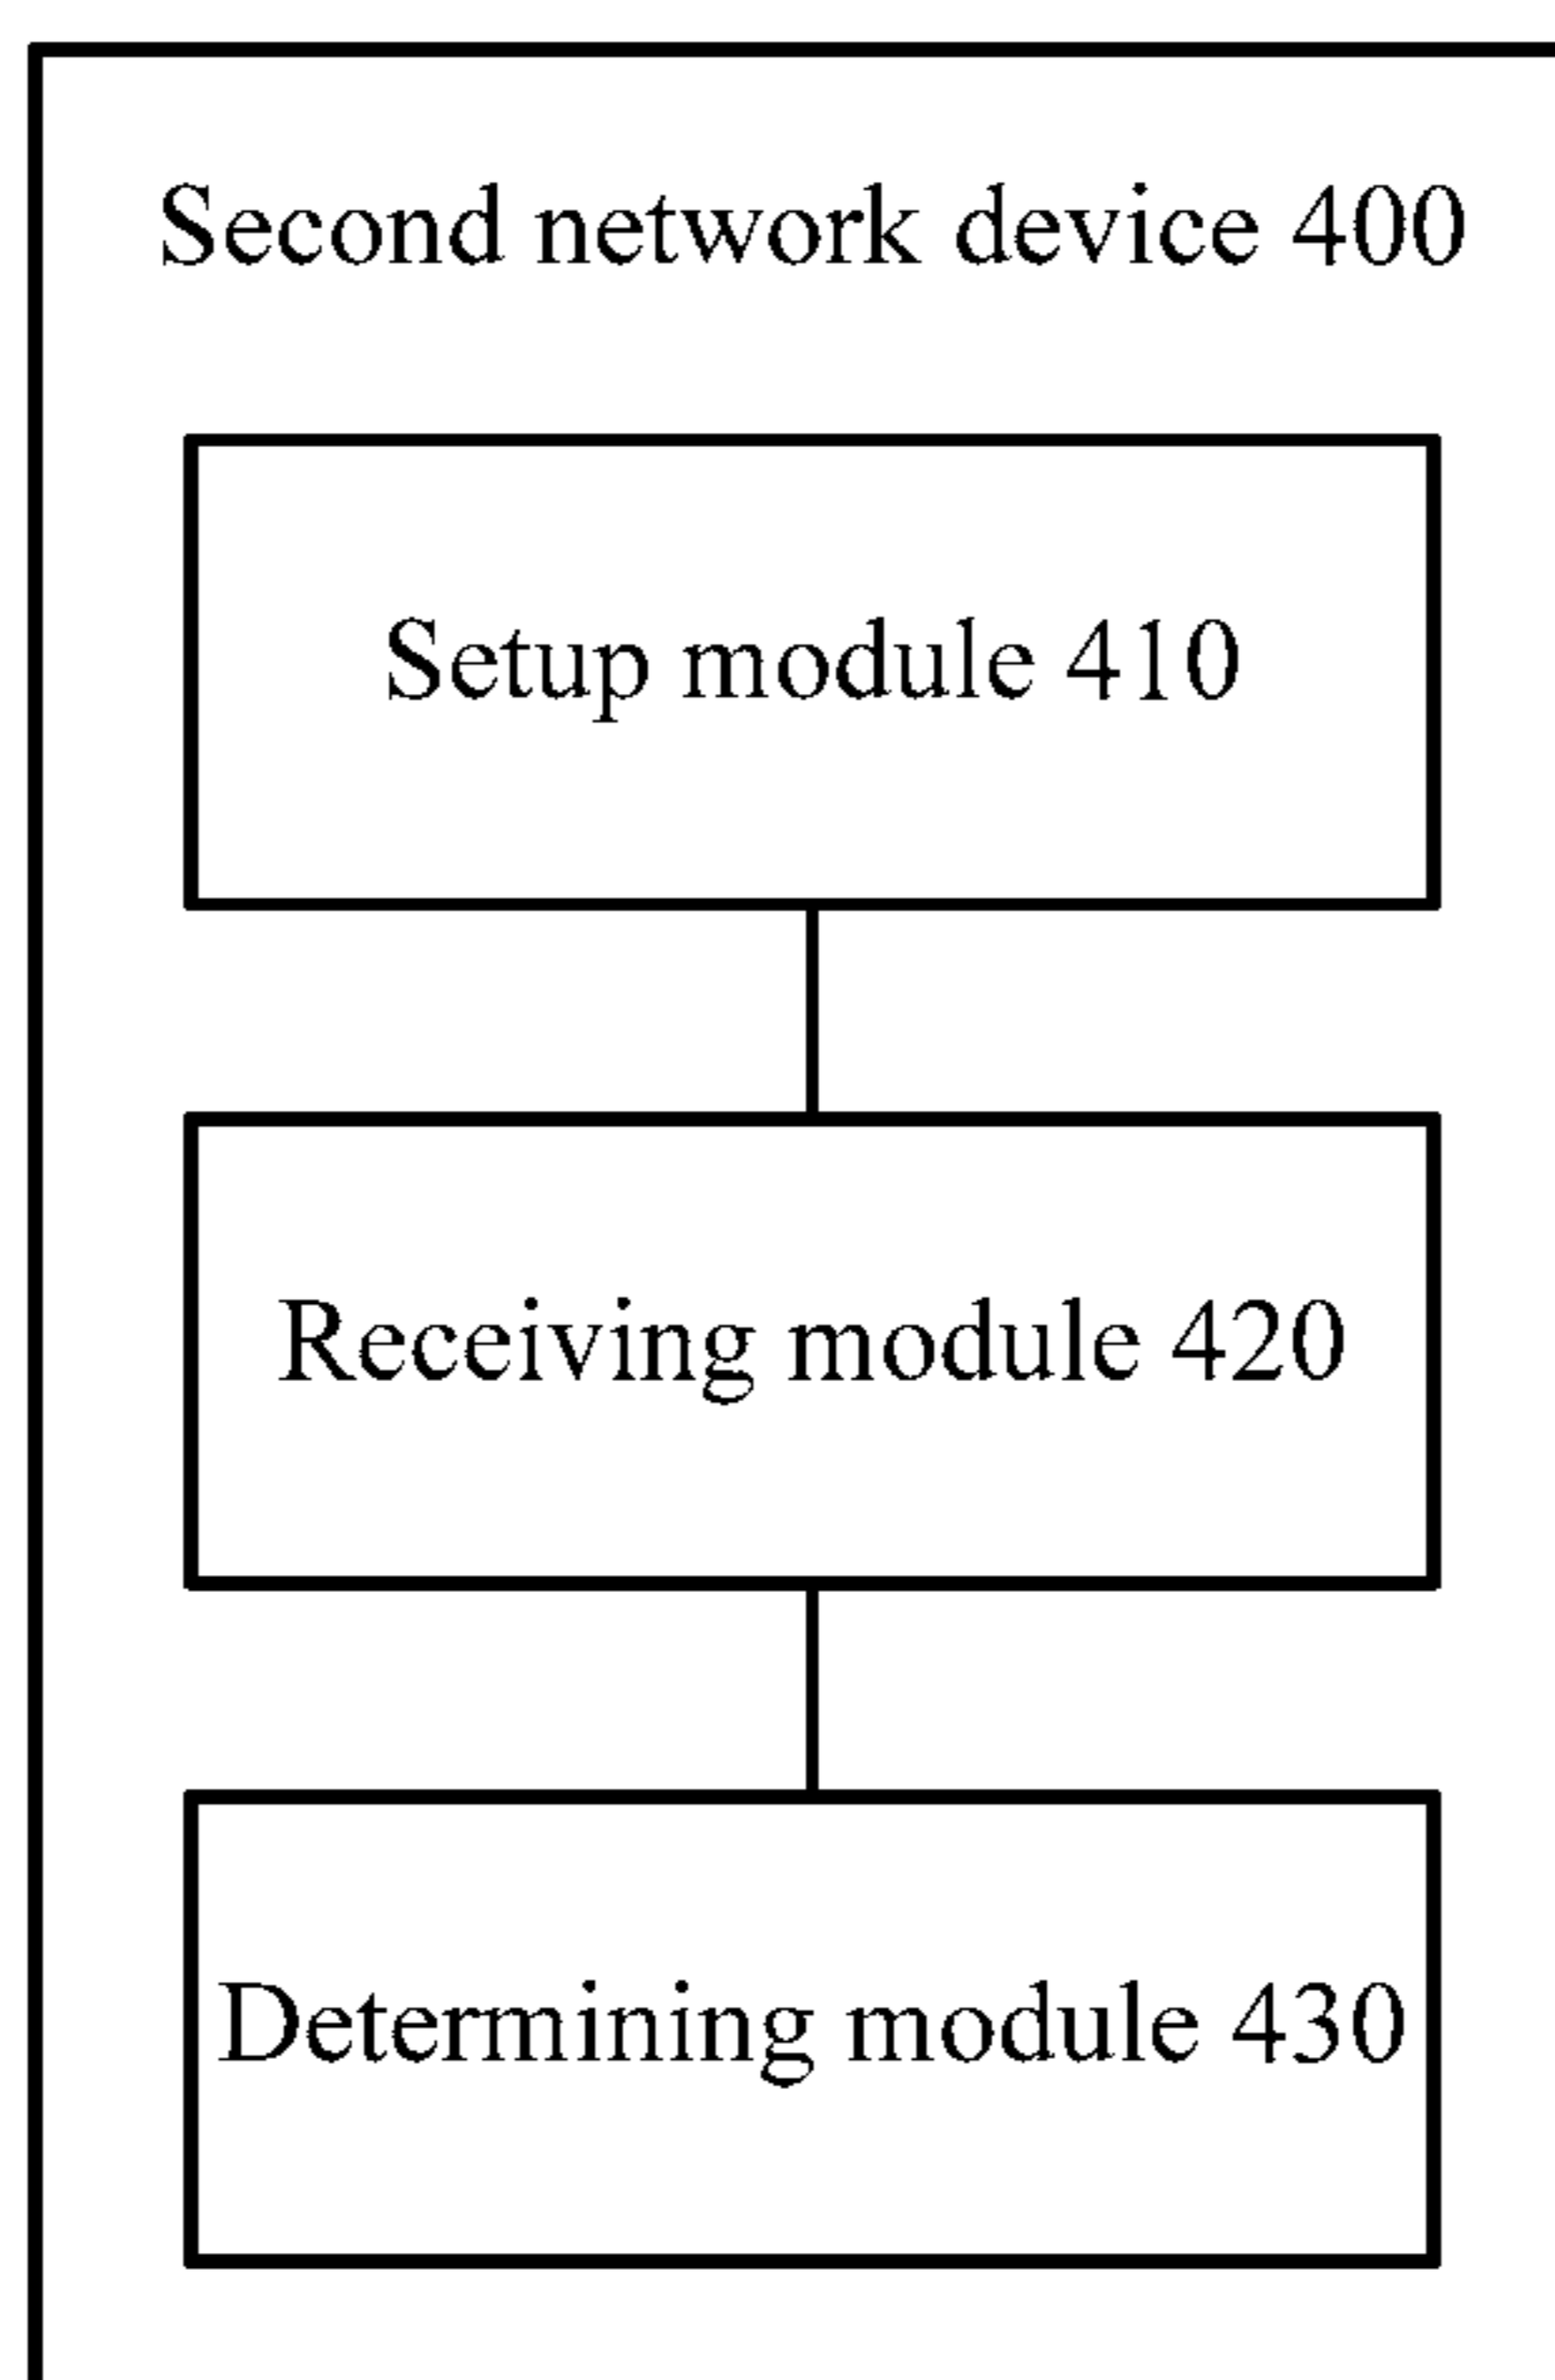 Second network device 400
Setup module 410
Receiving module 420
Determining module 430